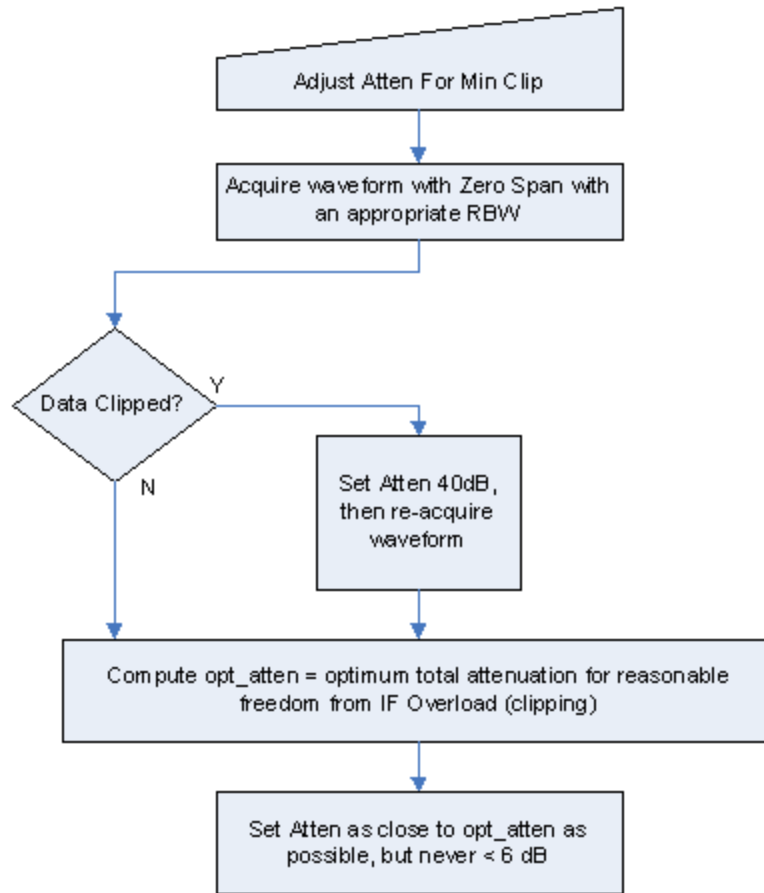 Adjust Atten For Min Clip
Acquire waveform with Zero Span with
an appropriate RBW
Data Clipped?
Y
N
Set Atten 40dB,
then re-acquire
waveform
Compute opt_atten = optimum total attenuation for reasonable
freedom from IF Overload (clipping)
Set Atten as close to opt_atten as
possible, but never < 6 dB